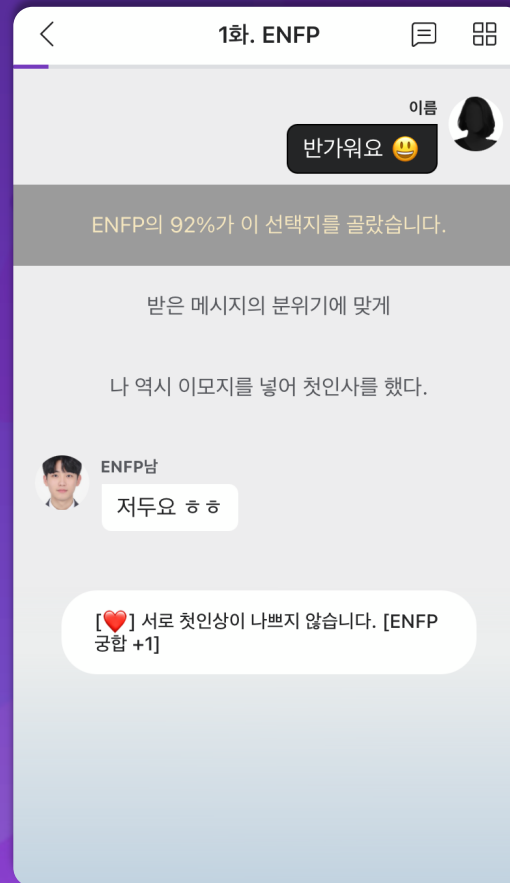 1화. ENFP
이름
반가워요 😃
ENFP의 92%가 이 선택지를 골랐습니다.
받은 메시지의 분위기에 맞게
나 역시 이모지를 넣어 첫인사를 했다.
ENFP남
저두요 ㅎㅎ
[❤️] 서로 첫인상이 나쁘지 않습니다. [ENFP
궁합 +1]